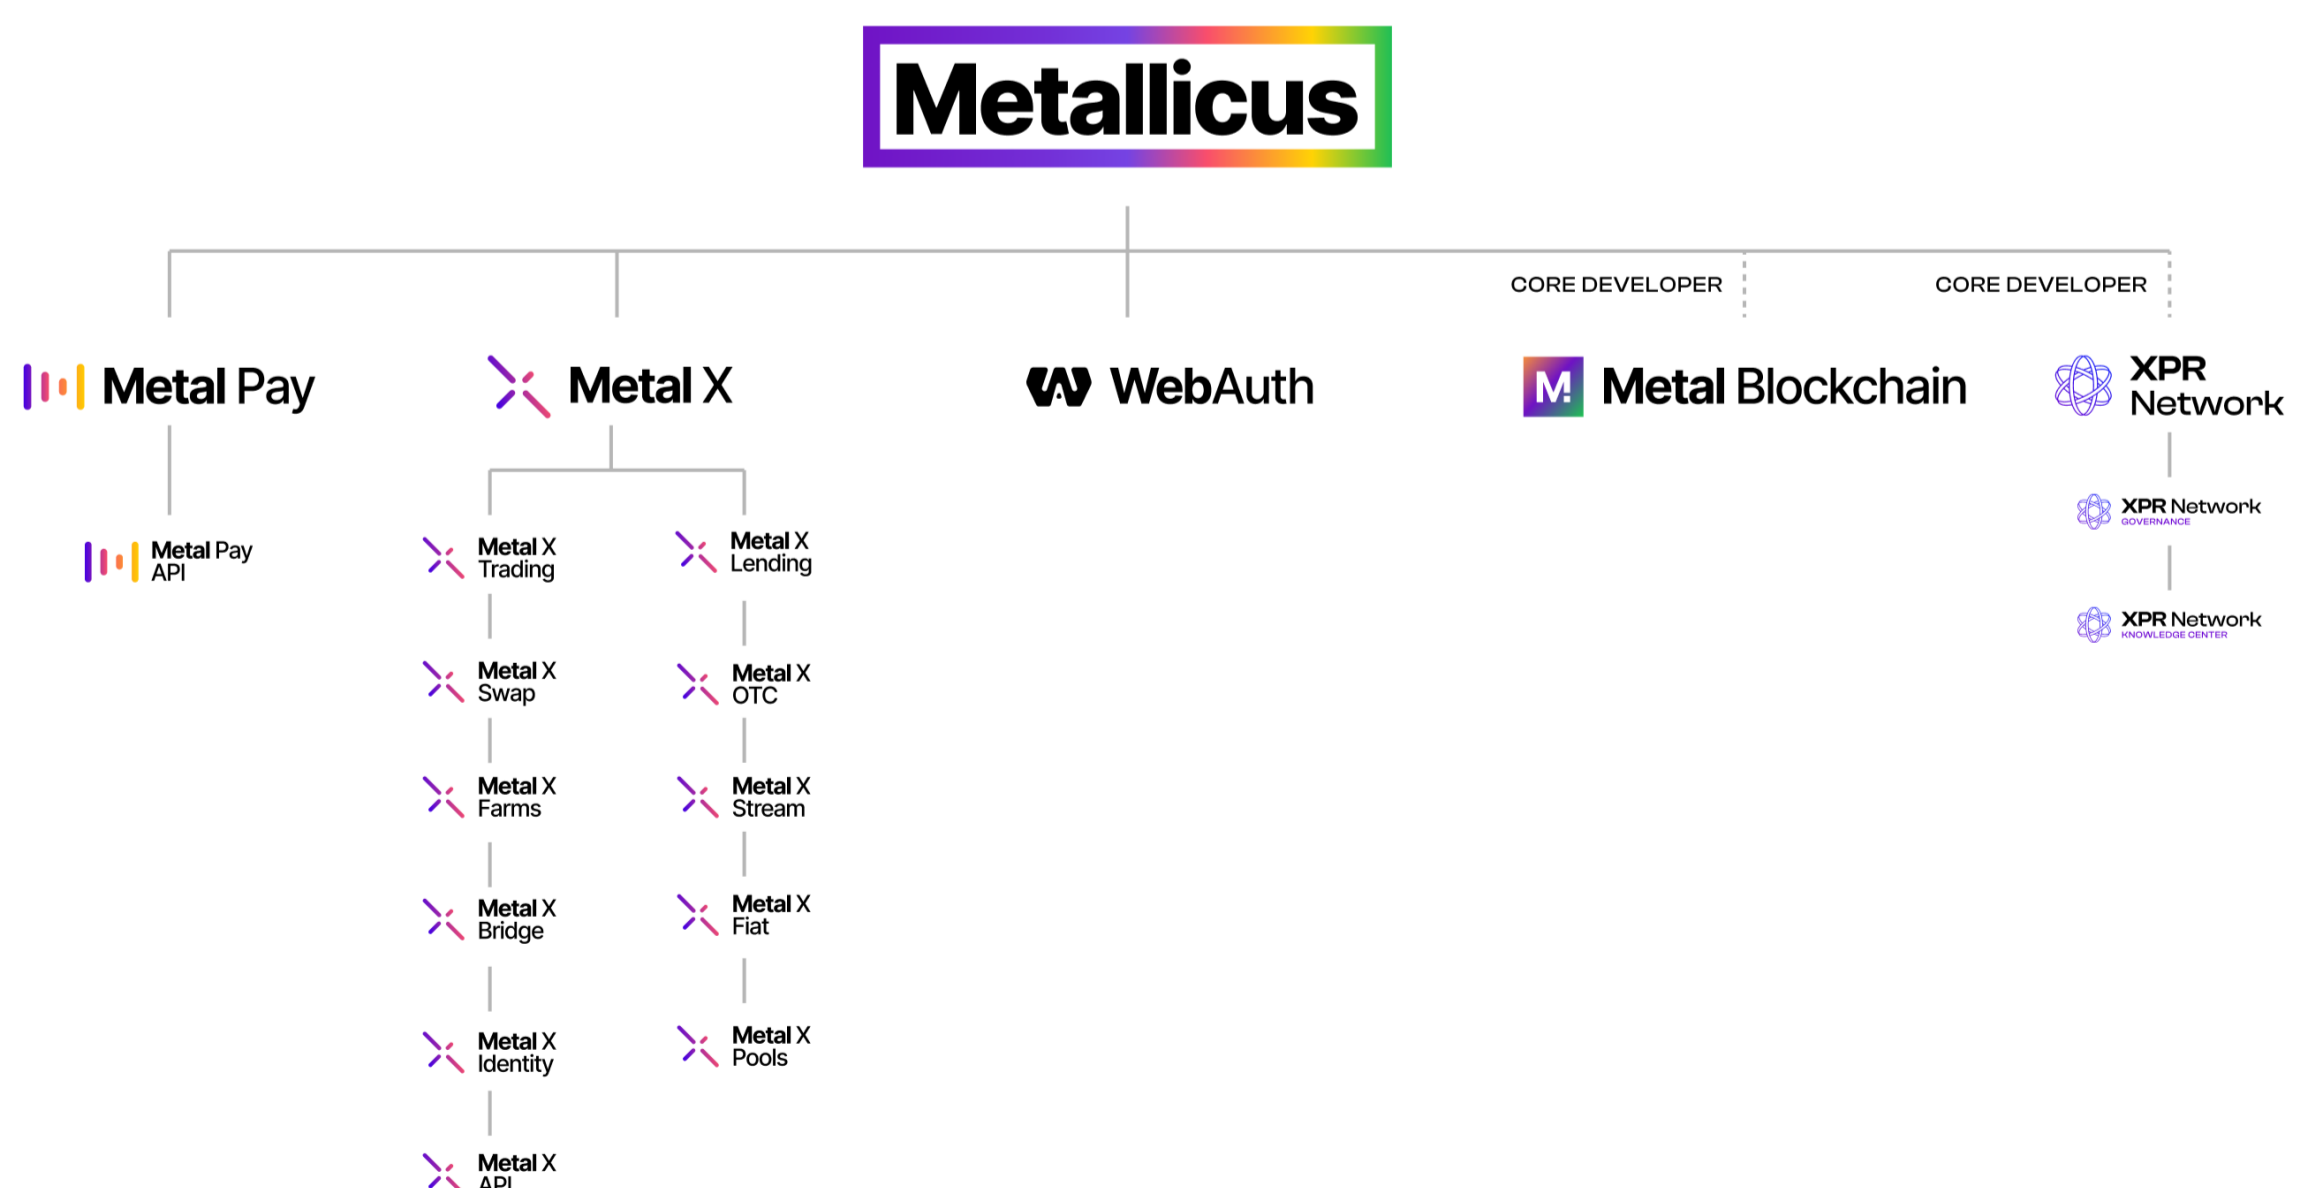 Metallicus
CORE DEVELOPER
CORE DEVELOPER
Metal Pay
Metal X
WebAuth
M
Metal Blockchain
XPR
Network
Metal Pay
API
Metal X
Trading
Metal X
Swap
Metal X
Farms
Metal X
Bridge
Metal X
Identity
Metal X
API
Metal X
Lending
Metal X
OTC
Metal X
Stream
Metal X
Fiat
Metal X
Pools
XPR Network
GOVERNANCE
XPR Network
KNOWLEDGE CENTER